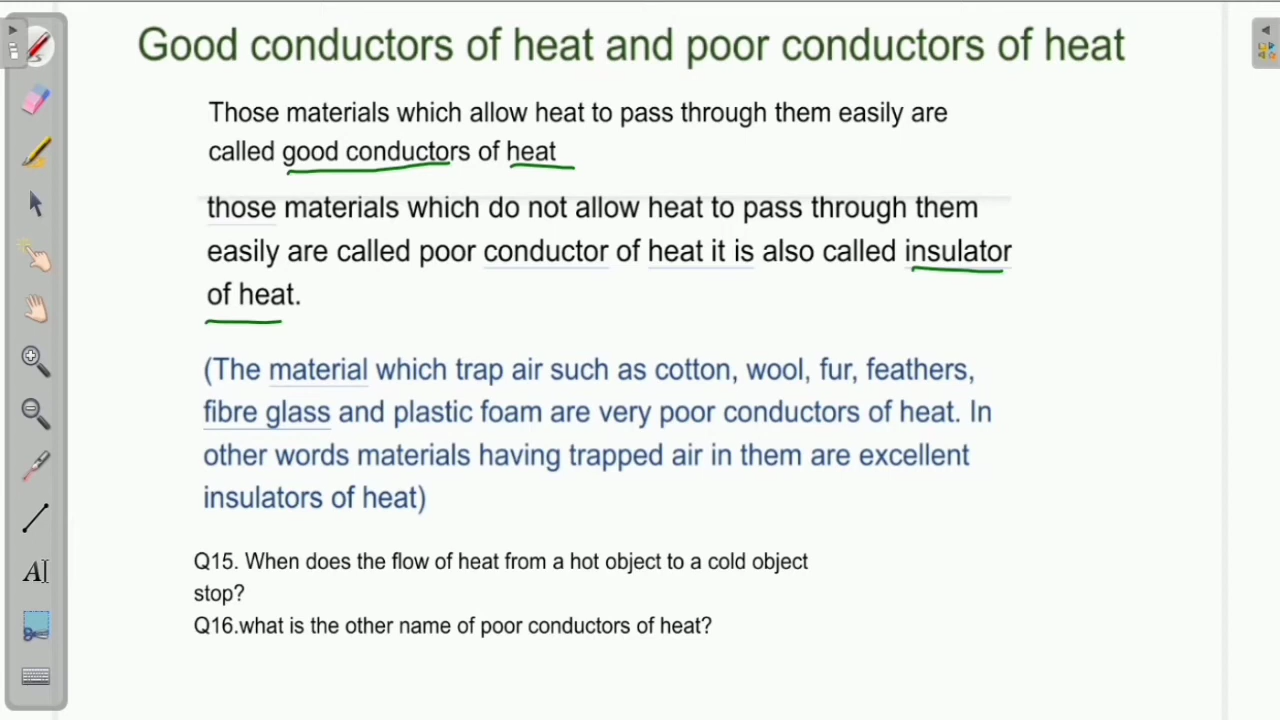 Good conductors of heat and poor conductors of heat
Those materials which allow heat to pass through them easily are
called good conductors of heat
those materials which do not allow heat to pass through them
easily are called poor conductor of heat it is also called insulator
of heat.
(The material which trap air such as cotton, wool, fur, feathers,
fibre glass and plastic foam are very poor conductors of heat. In
other words materials having trapped air in them are excellent
insulators of heat)
Q15. When does the flow of heat from a hot object to a cold object
stop?
Q16.what is the other name of poor conductors of heat?
A